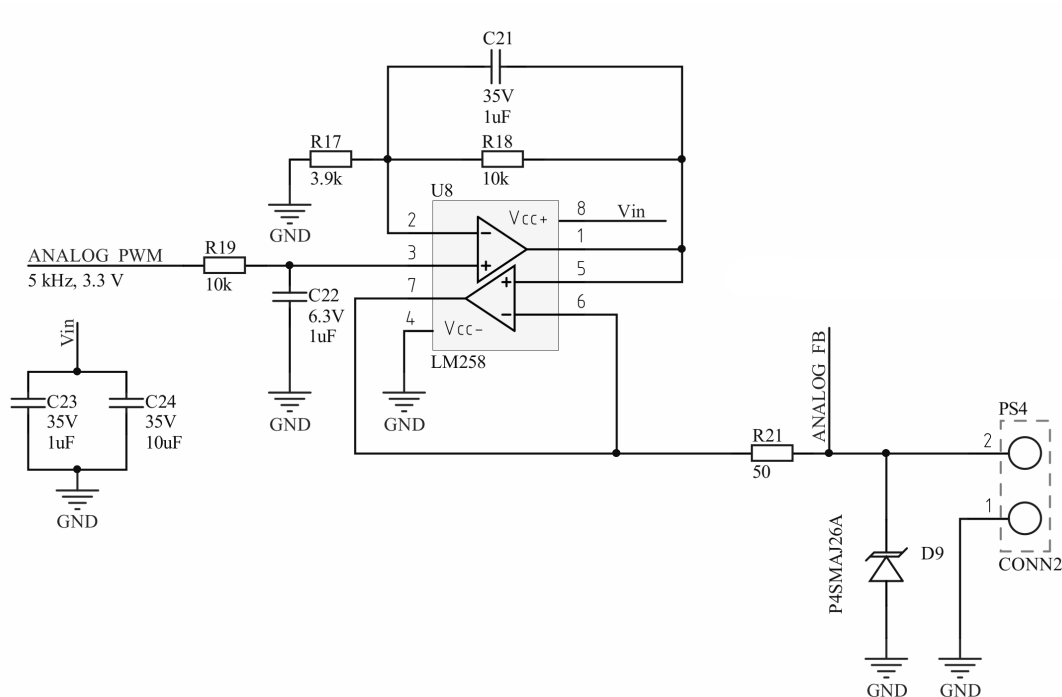 C21
35V
1uF
R17
3.9k
R18
10k
U8
GND
2
Vcc+
8
Vin
1
ANALOG PWM
5 kHz, 3.3 V
R19
10k
3
5
7
6
C22
6.3V
1uF
4
Vcc-
LM258
GND
GND
Vin
C23
35V
1uF
C24
35V
10uF
GND
R21
50
ANALOG FB
PS4
2
1
CONN2
P4SMAJ26A
D9
GND
GND